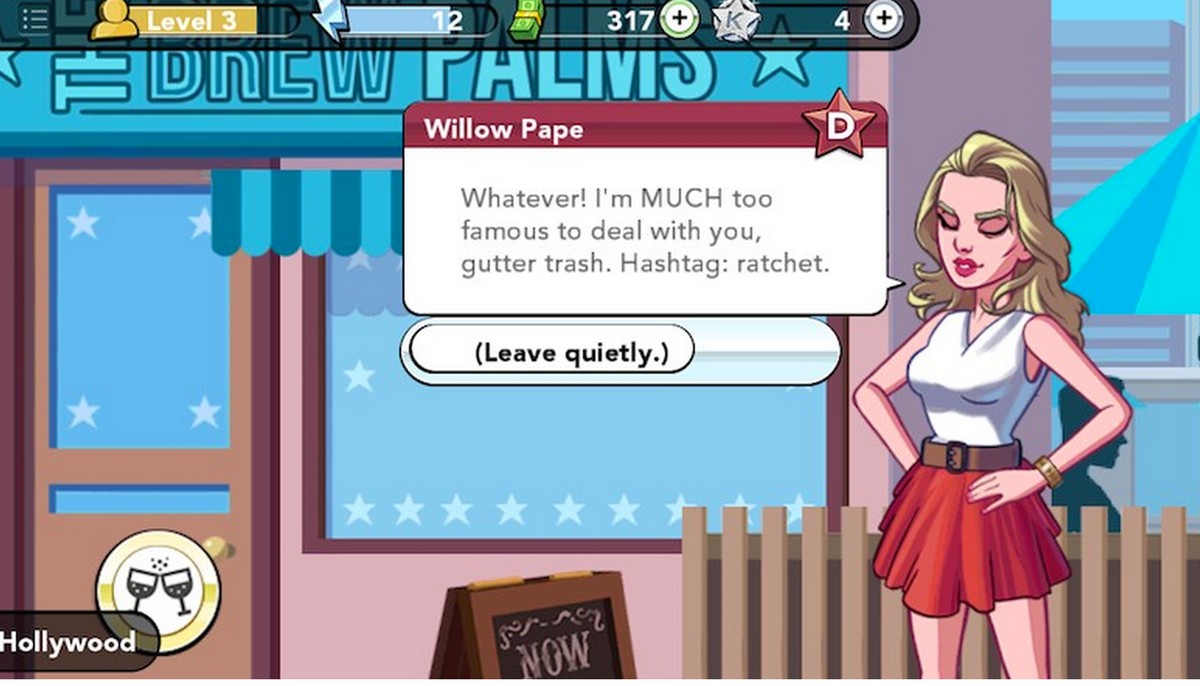 Level 3
12
317
K
4
THE BREW PALMS
Willow Pape
D
Whatever! I'm MUCH too
famous to deal with you,
gutter trash. Hashtag: ratchet.
(Leave quietly.)
Hollywood
NOW